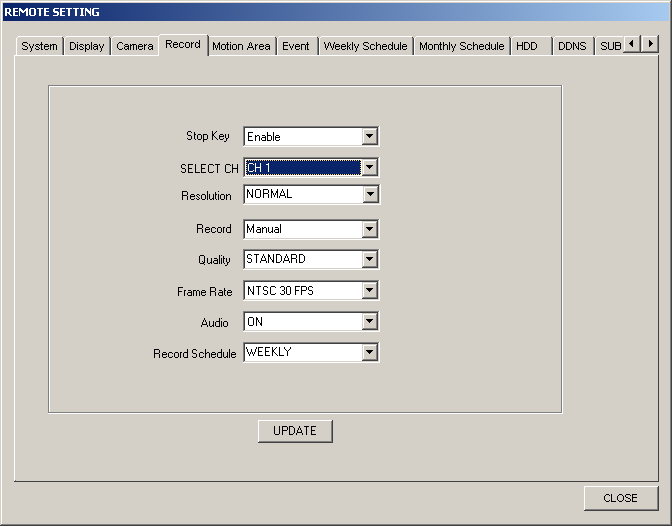 REMOTE SETTING
System Display Camera Record Motion Area Event Weekly Schedule Monthly Schedule HDD DDNS SUB
Stop Key Enable
SELECT CH CH 1
Resolution NORMAL
Record Manual
Quality STANDARD
Frame Rate NTSC 30 FPS
Audio ON
Record Schedule WEEKLY
UPDATE
CLOSE